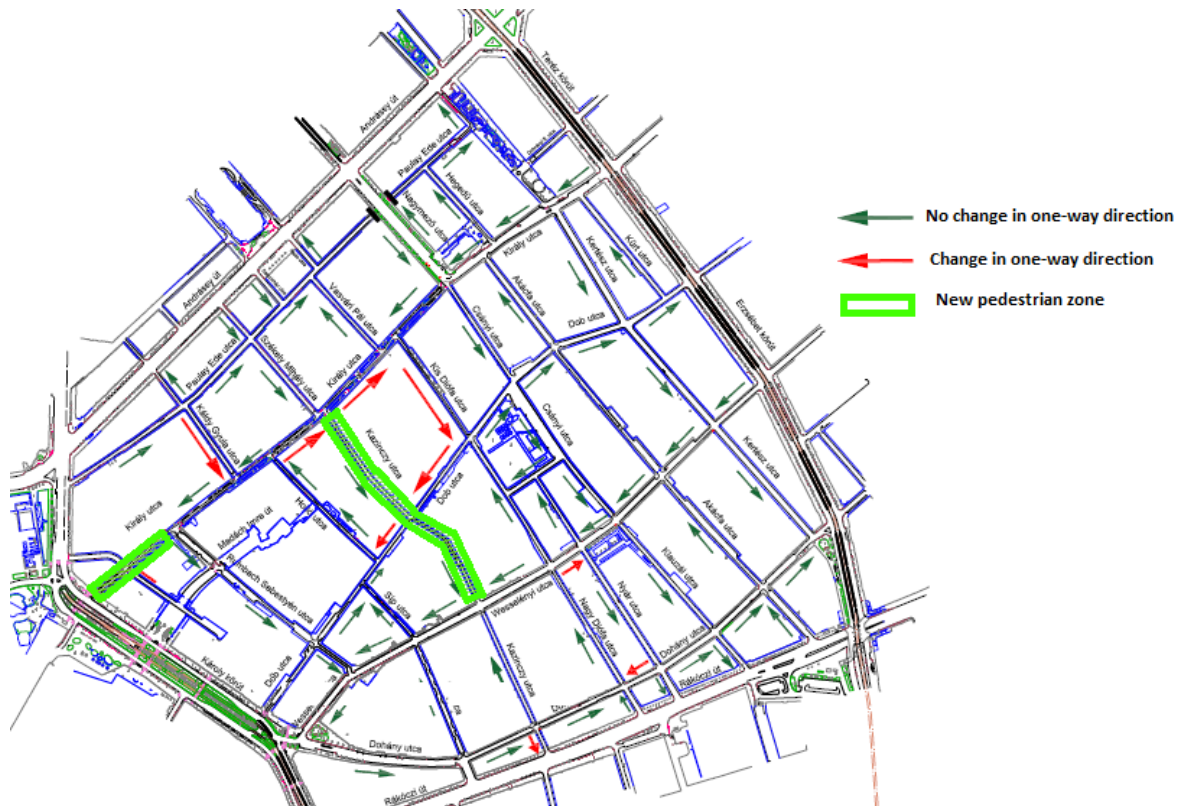 Teréz körút
Andrássy út
Paulay Ede utca
Hegedű utca
Nagymező utca
Király utca
Kertész utca
Kürt utca
Andrássy út
Akácfa utca
Dob utca
Vasvári Pál utca
Csányi utca
Erzsébet körút
Paulay Ede utca
Székely Mihály utca
Király utca
Kis Diófa utca
Káldy Gyula utca
Kazinczy utca
Csányi utca
Dob utca
Kertész utca
Király utca
Madách Imre út
Holló utca
Akácfa utca
Rumbach Sebestyén utca
Klauzál utca
Síp utca
Wesselényi utca
Nyár utca
Nagy Diófa utca
Dohány utca
Károly körút
Dob utca
Kazinczy utca
Rákóczi út
Dohány utca
Rákóczi út
No change in one-way direction
Change in one-way direction
New pedestrian zone